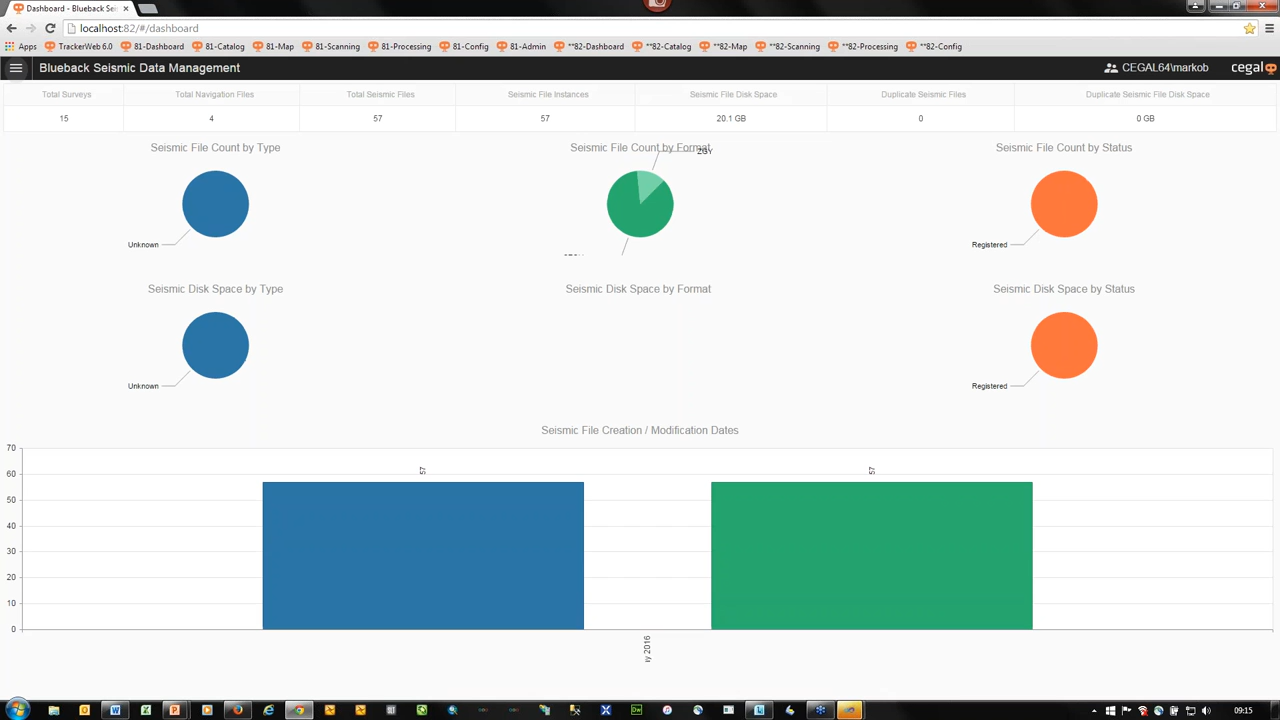 Dashboard - Blueback Sei
localhost:82/#/dashboard
Apps TrackerWeb 6.0 81-Dashboard 81-Catalog 81-Map 81-Scanning 81-Processing 81-Config 81-Admin **82-Dashboard **82-Catalog **82-Map **82-Scanning **82-Processing **82-Config
Blueback Seismic Data Management CEGAL64\markob cegal
Total Surveys Total Navigation Files Total Seismic Files Seismic File Instances Seismic File Disk Space Duplicate Seismic Files Duplicate Seismic File Disk Space
15 4 57 57 20.1 GB 0 0 GB
Seismic File Count by Type Seismic File Count by Format Seismic File Count by Status
ZGY
Unknown Registered
Seismic Disk Space by Type Seismic Disk Space by Format Seismic Disk Space by Status
Unknown Registered
Seismic File Creation / Modification Dates
70
60
50
40
30
20
10
0
57 57
2016
09:15